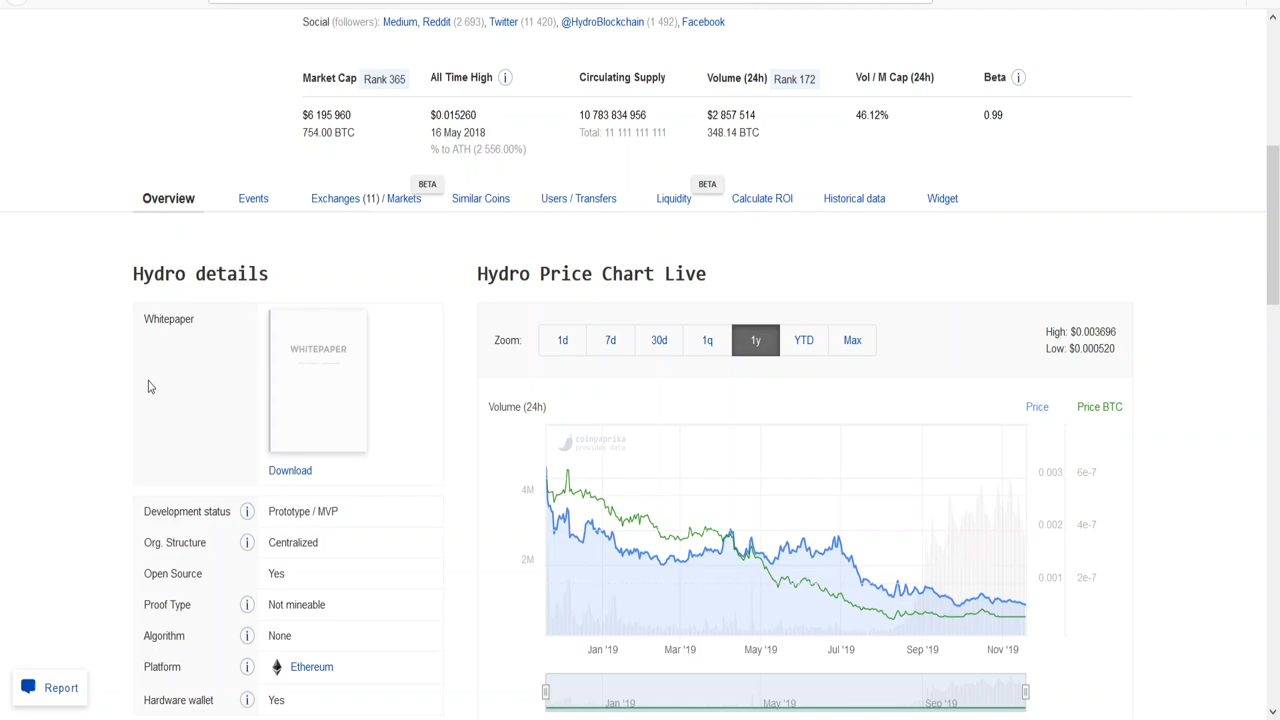 Social (followers): Medium, Reddit (2 693), Twitter (11 420), @HydroBlockchain (1 492), Facebook
Market Cap Rank 365 All Time High i Circulating Supply Volume (24h) Rank 172 Vol / M Cap (24h) Beta i
$6 195 960 $0.015260 10 783 834 956 $2 857 514 46.12% 0.99
754.00 BTC 16 May 2018 Total: 11 111 111 111 348.14 BTC
% to ATH (2 556.00%)
BETA BETA
Overview Events Exchanges (11) / Markets Similar Coins Users / Transfers Liquidity Calculate ROI Historical data Widget
Hydro details
Whitepaper
WHITEPAPER
Download
Development status i Prototype / MVP
Org. Structure i Centralized
Open Source Yes
Proof Type i Not mineable
Algorithm i None
Platform i Ethereum
Hardware wallet i Yes
Report
Hydro Price Chart Live
Zoom: 1d 7d 30d 1q 1y YTD Max
High: $0.003696
Low: $0.000520
Volume (24h) Price Price BTC
coinpaprika
provides data
4M 0.003 6e-7
0.002 4e-7
2M 0.001 2e-7
Jan '19 Mar '19 May '19 Jul '19 Sep '19 Nov '19
Jan '19 May '19 Sep '19